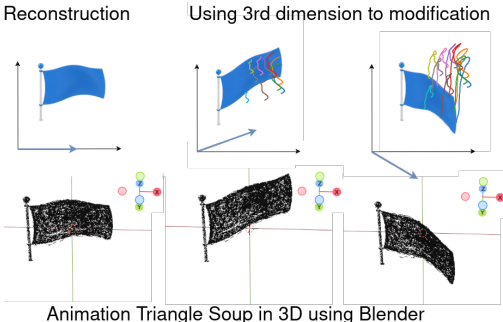 Reconstruction
Using 3rd dimension to modification
Z
X
Y
Z
X
Y
Z
X
Y
Animation Triangle Soup in 3D using Blender